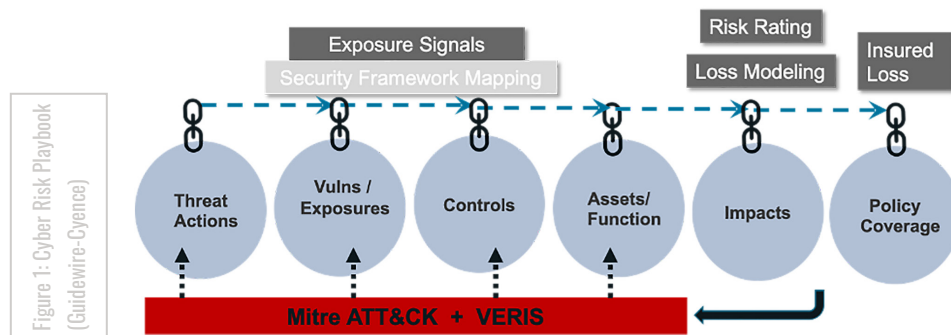 Exposure Signals
Security Framework Mapping
Risk Rating
Loss Modeling
Insured
Loss
Threat
Actions
Vulns /
Exposures
Controls
Assets/
Function
Impacts
Policy
Coverage
Mitre ATT&CK + VERIS
Figure 1: Cyber Risk Playbook
(Guidewire-Cyence)